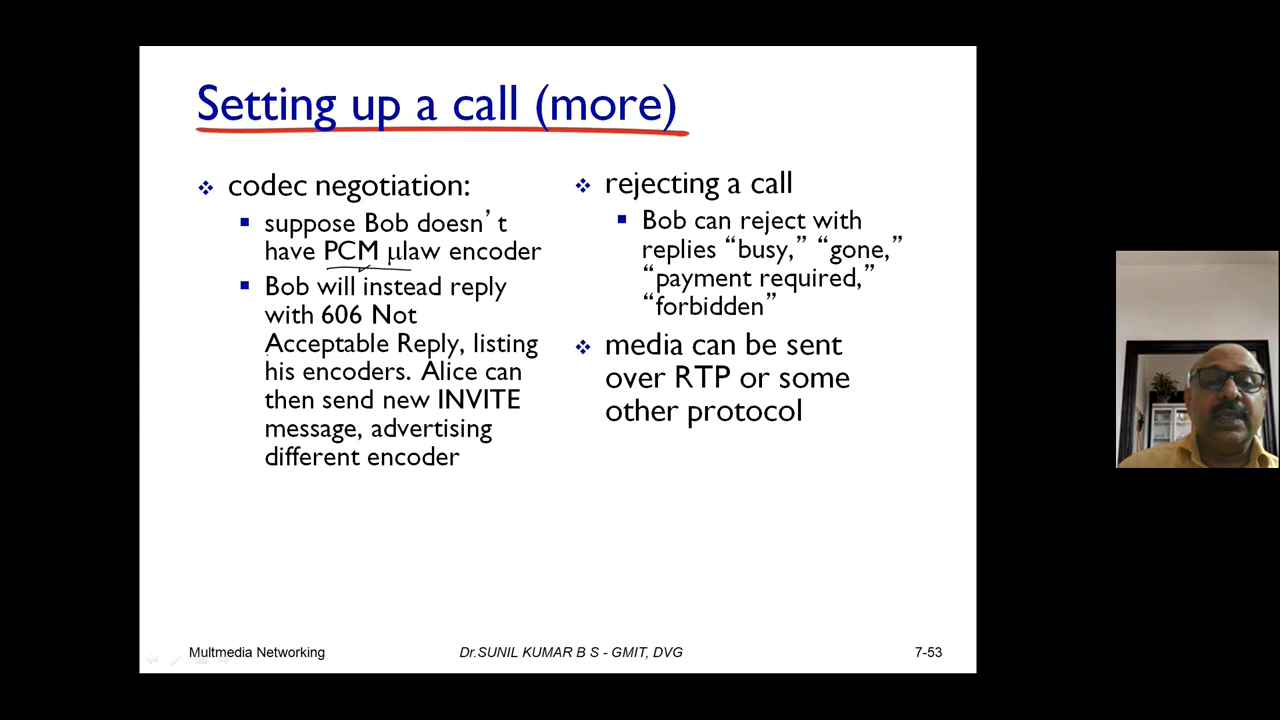 Setting up a call (more)
codec negotiation:
suppose Bob doesn’t
have PCM μlaw encoder
Bob will instead reply
with 606 Not
Acceptable Reply, listing
his encoders. Alice can
then send new INVITE
message, advertising
different encoder
rejecting a call
Bob can reject with
replies “busy,” “gone,”
“payment required,”
“forbidden”
media can be sent
over RTP or some
other protocol
Multmedia Networking
Dr.SUNIL KUMAR B S - GMIT, DVG
7-53